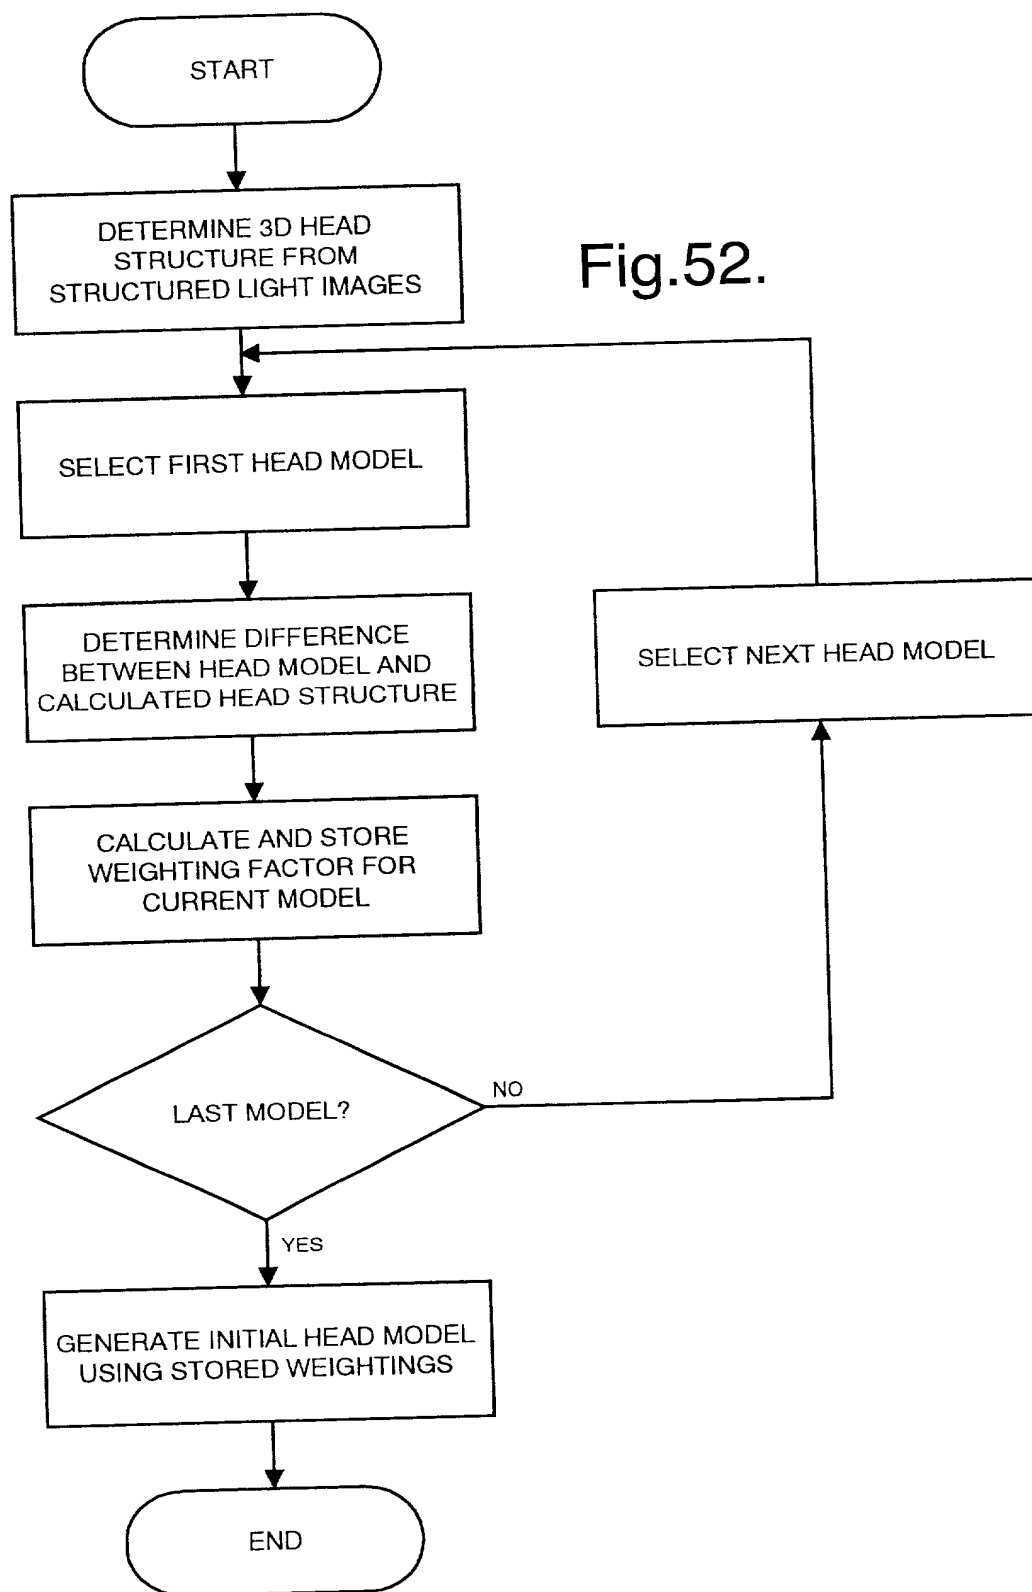 START
DETERMINE 3D HEAD
STRUCTURE FROM
STRUCTURED LIGHT IMAGES
Fig.52.
SELECT FIRST HEAD MODEL
DETERMINE DIFFERENCE
BETWEEN HEAD MODEL AND
CALCULATED HEAD STRUCTURE
SELECT NEXT HEAD MODEL
CALCULATE AND STORE
WEIGHTING FACTOR FOR
CURRENT MODEL
LAST MODEL?
NO
YES
GENERATE INITIAL HEAD MODEL
USING STORED WEIGHTINGS
END